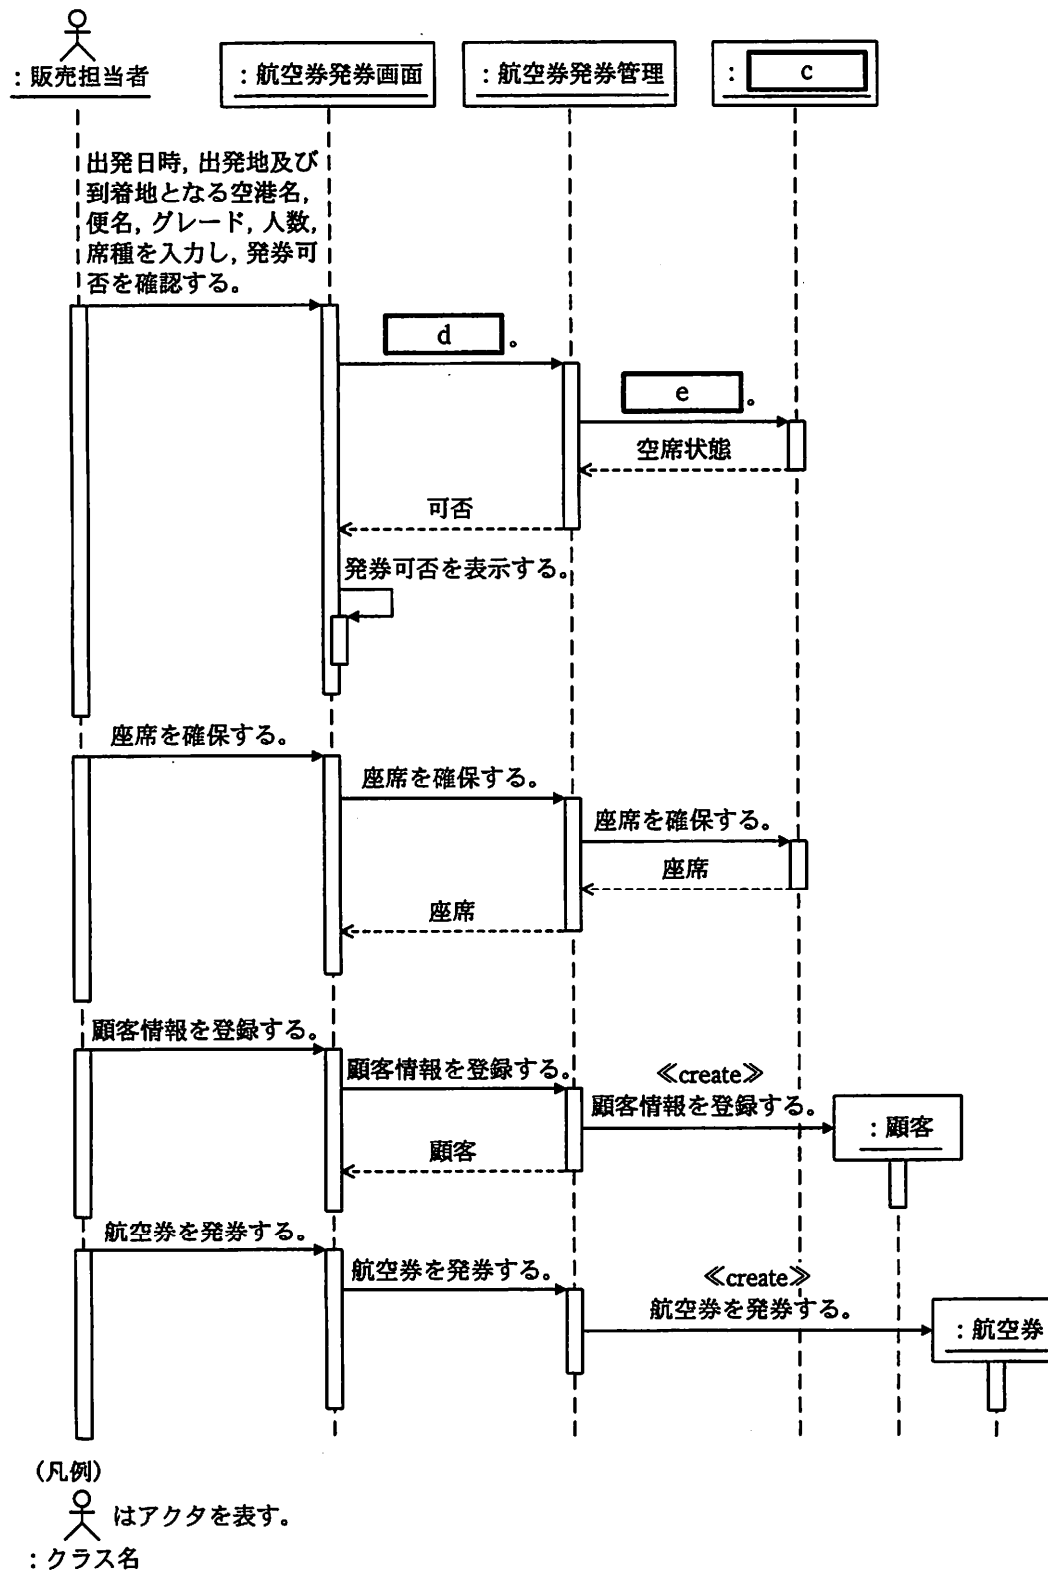 ：販売担当者
：航空券発券画面
：航空券発券管理
： c
出発日時，出発地及び
到着地となる空港名，
便名，グレード，人数，
席種を入力し，発券可
否を確認する。
d 。
e 。
空席状態
可否
発券可否を表示する。
座席を確保する。
座席を確保する。
座席を確保する。
座席
座席
顧客情報を登録する。
顧客情報を登録する。
≪create≫
顧客情報を登録する。
：顧客
顧客
航空券を発券する。
航空券を発券する。
≪create≫
航空券を発券する。
：航空券
(凡例)
はアクタを表す。
：クラス名